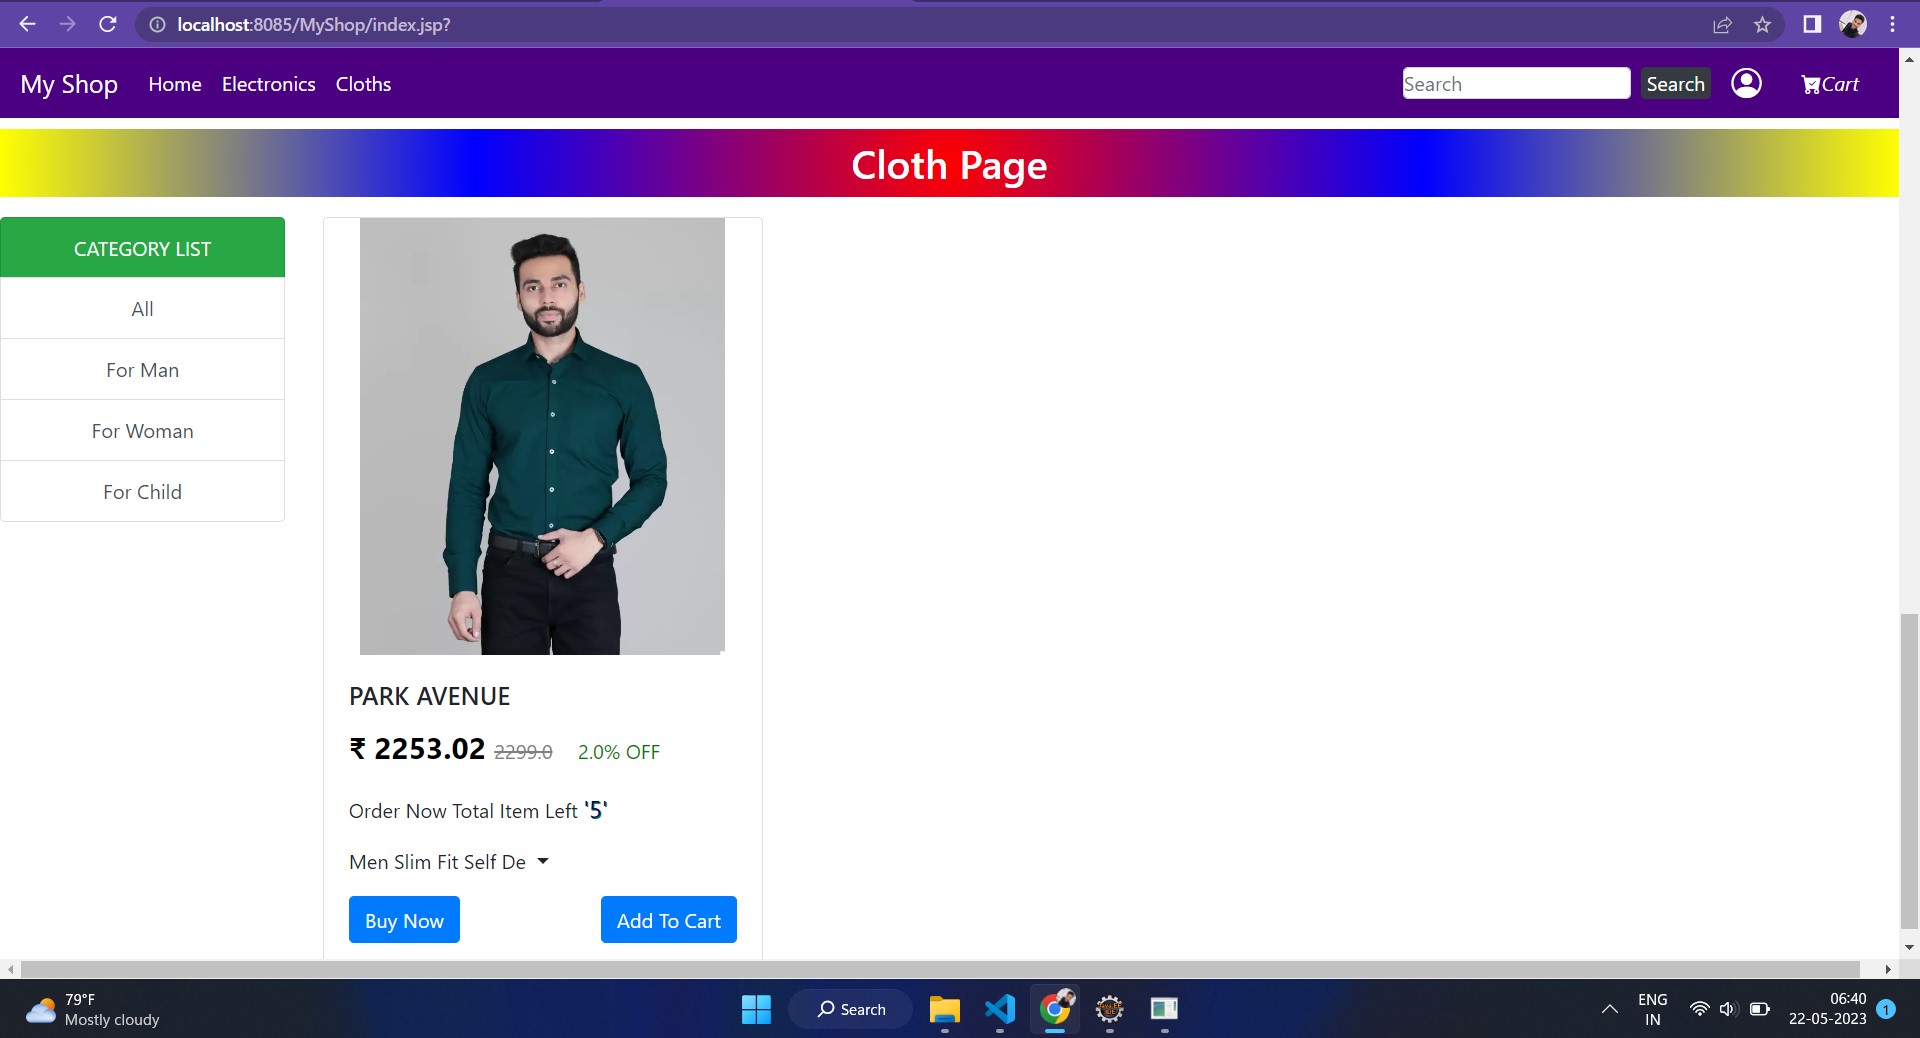 localhost:8085/MyShop/index.jsp?
My Shop Home Electronics Cloths Search Search Cart
Cloth Page
CATEGORY LIST
All
For Man
For Woman
For Child
PARK AVENUE
₹ 2253.02 2299.0 2.0% OFF
Order Now Total Item Left '5'
Men Slim Fit Self De
Buy Now Add To Cart
79°F
Mostly cloudy
Search
ENG
IN
06:40
22-05-2023
1